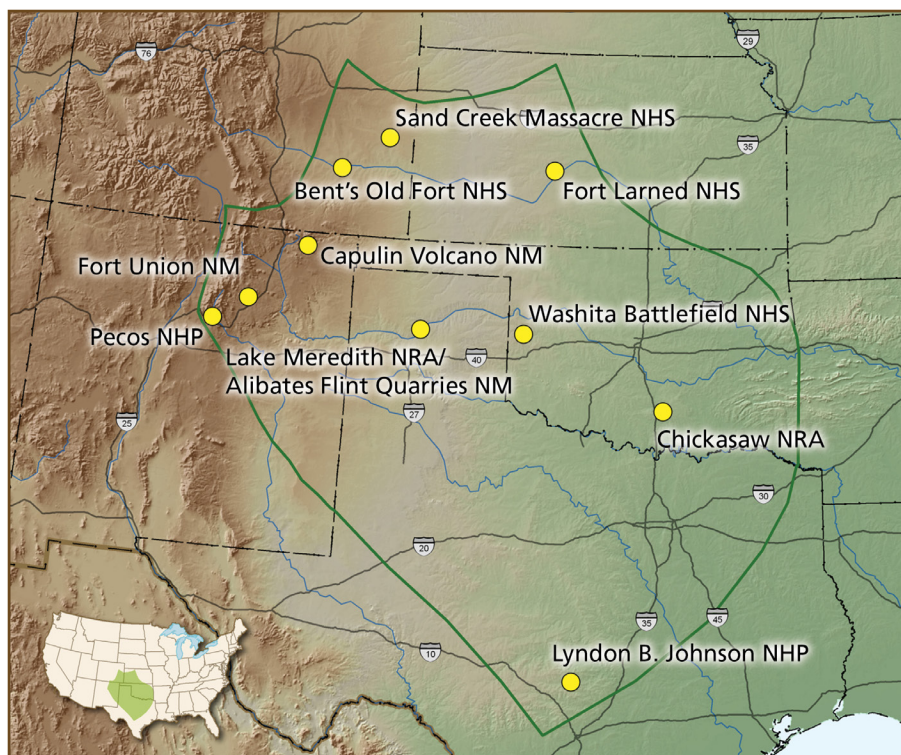 76
29
Sand Creek Massacre NHS
35
Bent's Old Fort NHS
Fort Larned NHS
Capulin Volcano NM
Fort Union NM
Washita Battlefield NHS
Pecos NHP
Lake Meredith NRA/
Alibates Flint Quarries NM
40
27
25
Chickasaw NRA
30
20
35
45
10
Lyndon B. Johnson NHP